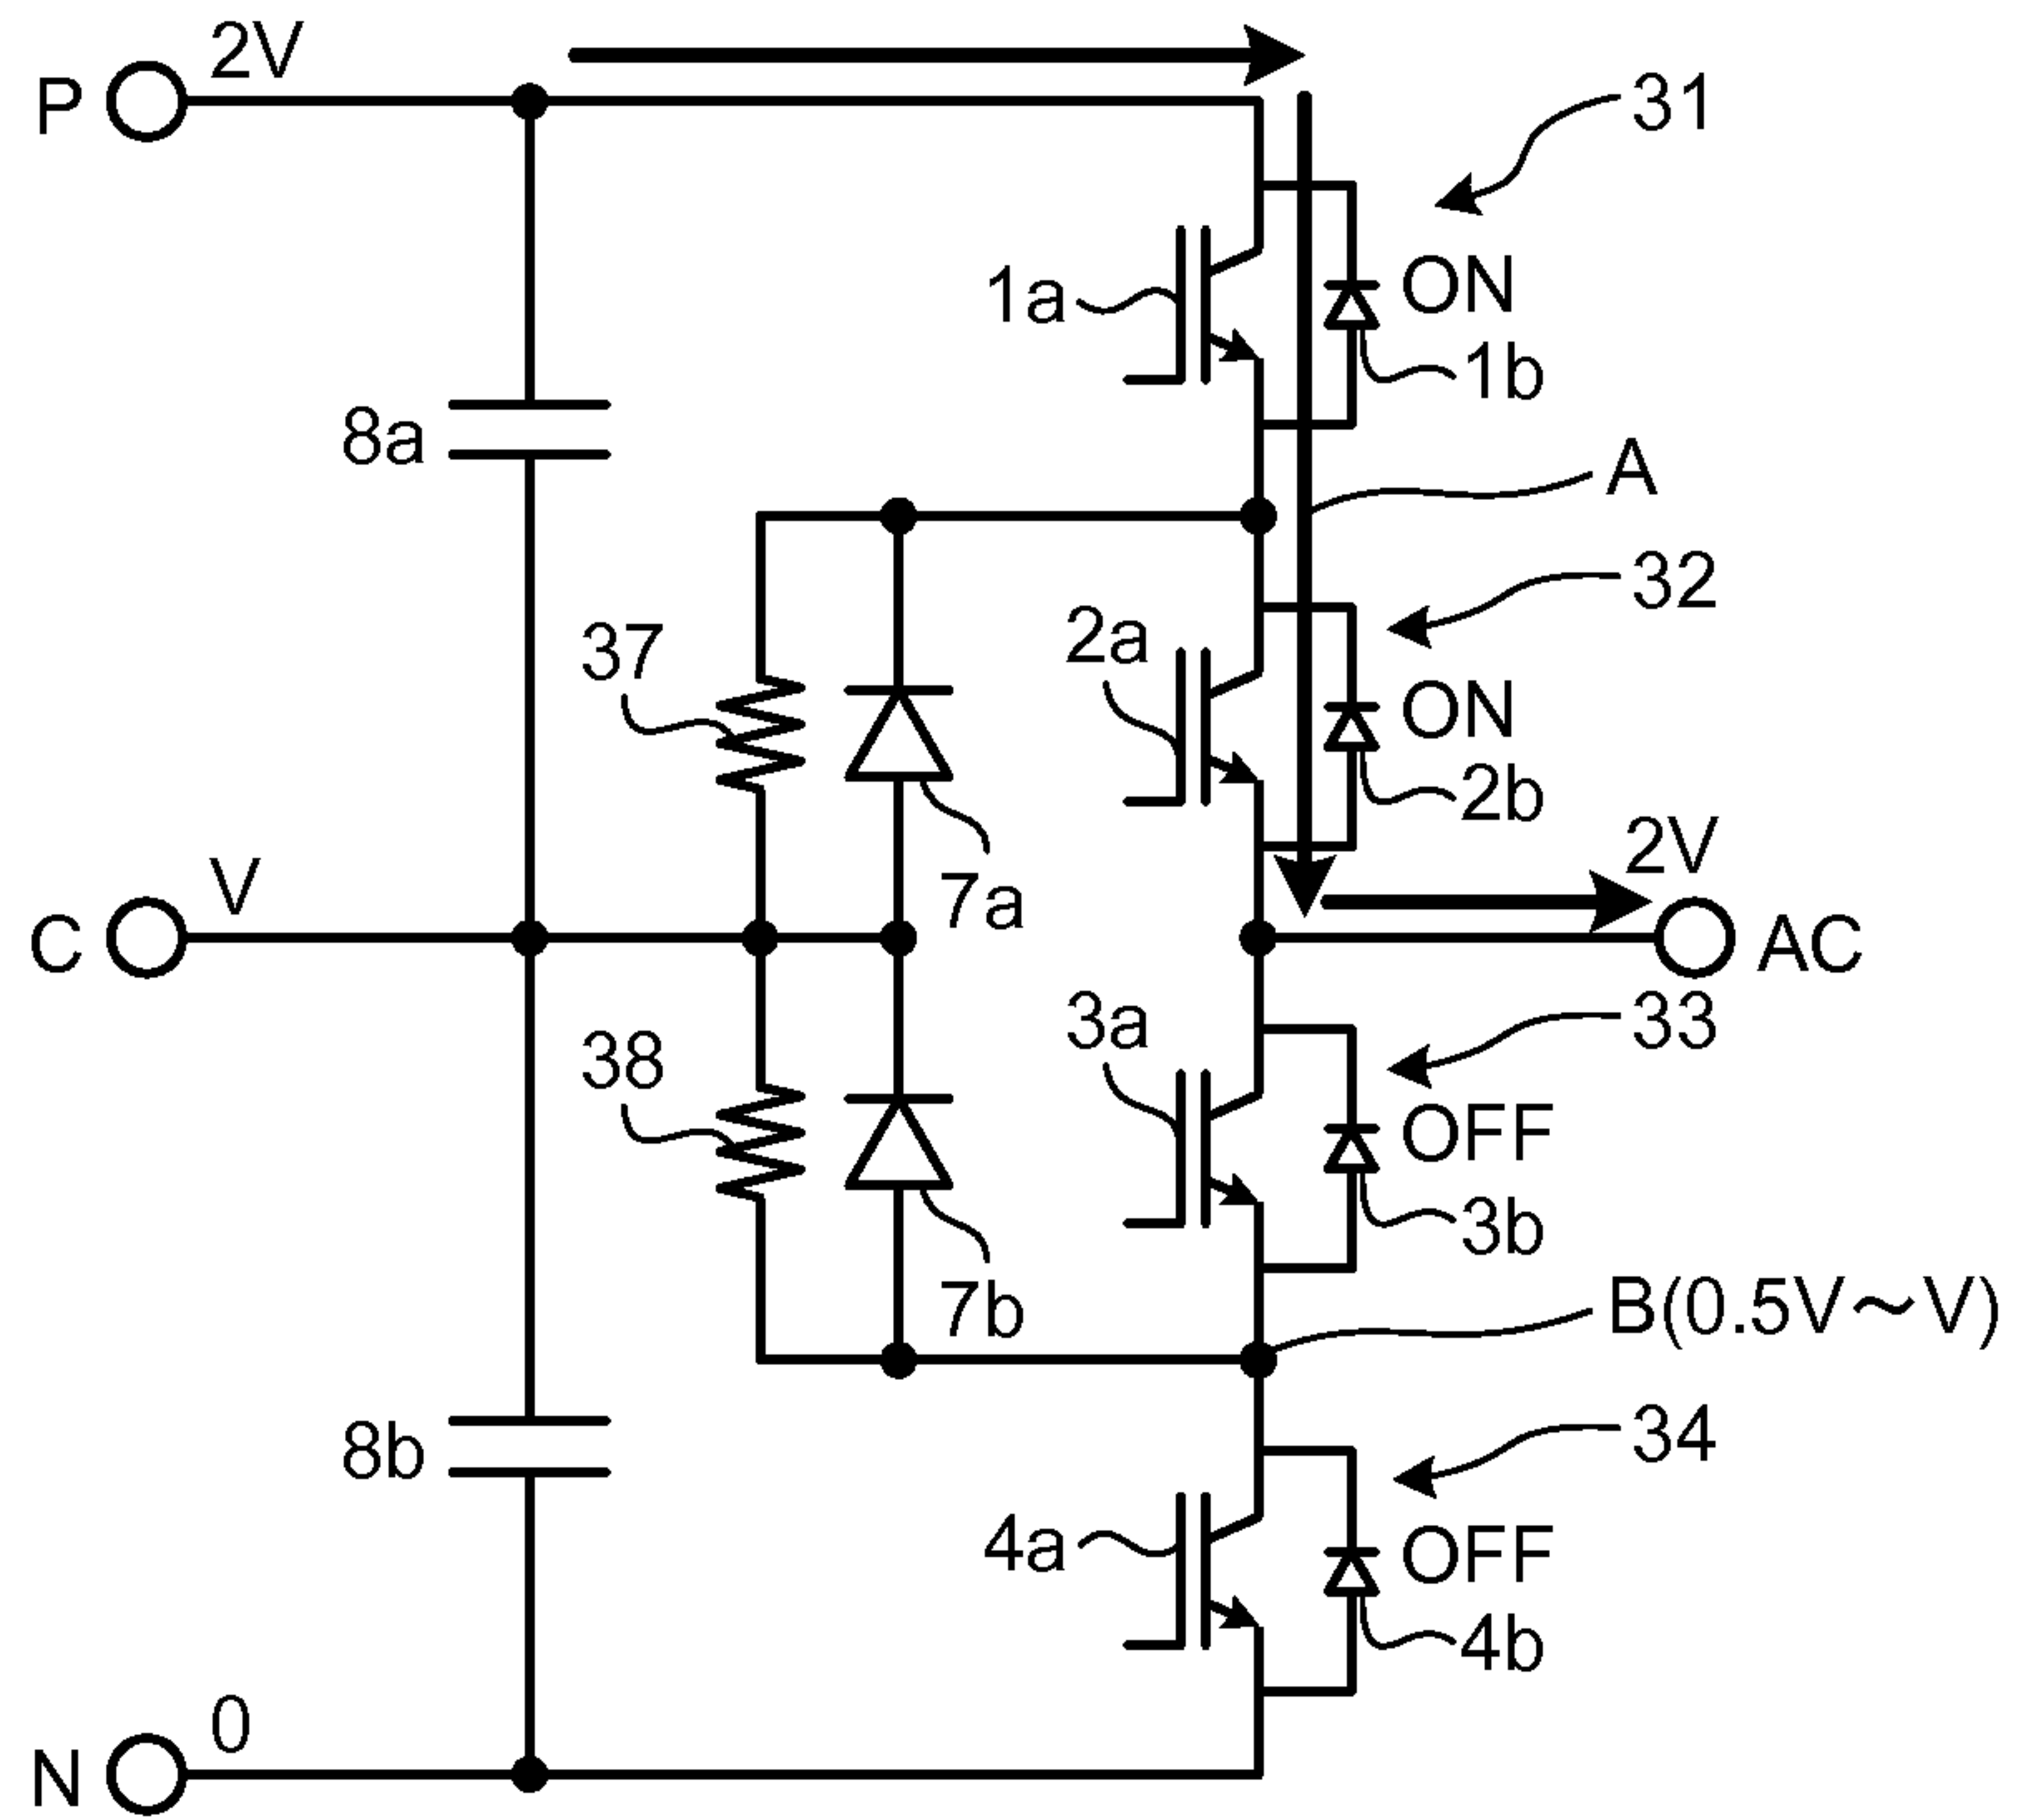 2V
P
31
1a
ON
1b
8a
A
32
37
2a
ON
2b
2V
V
7a
C
AC
3a
33
38
OFF
3b
7b
B(0.5V～V)
34
8b
4a
OFF
4b
0
N